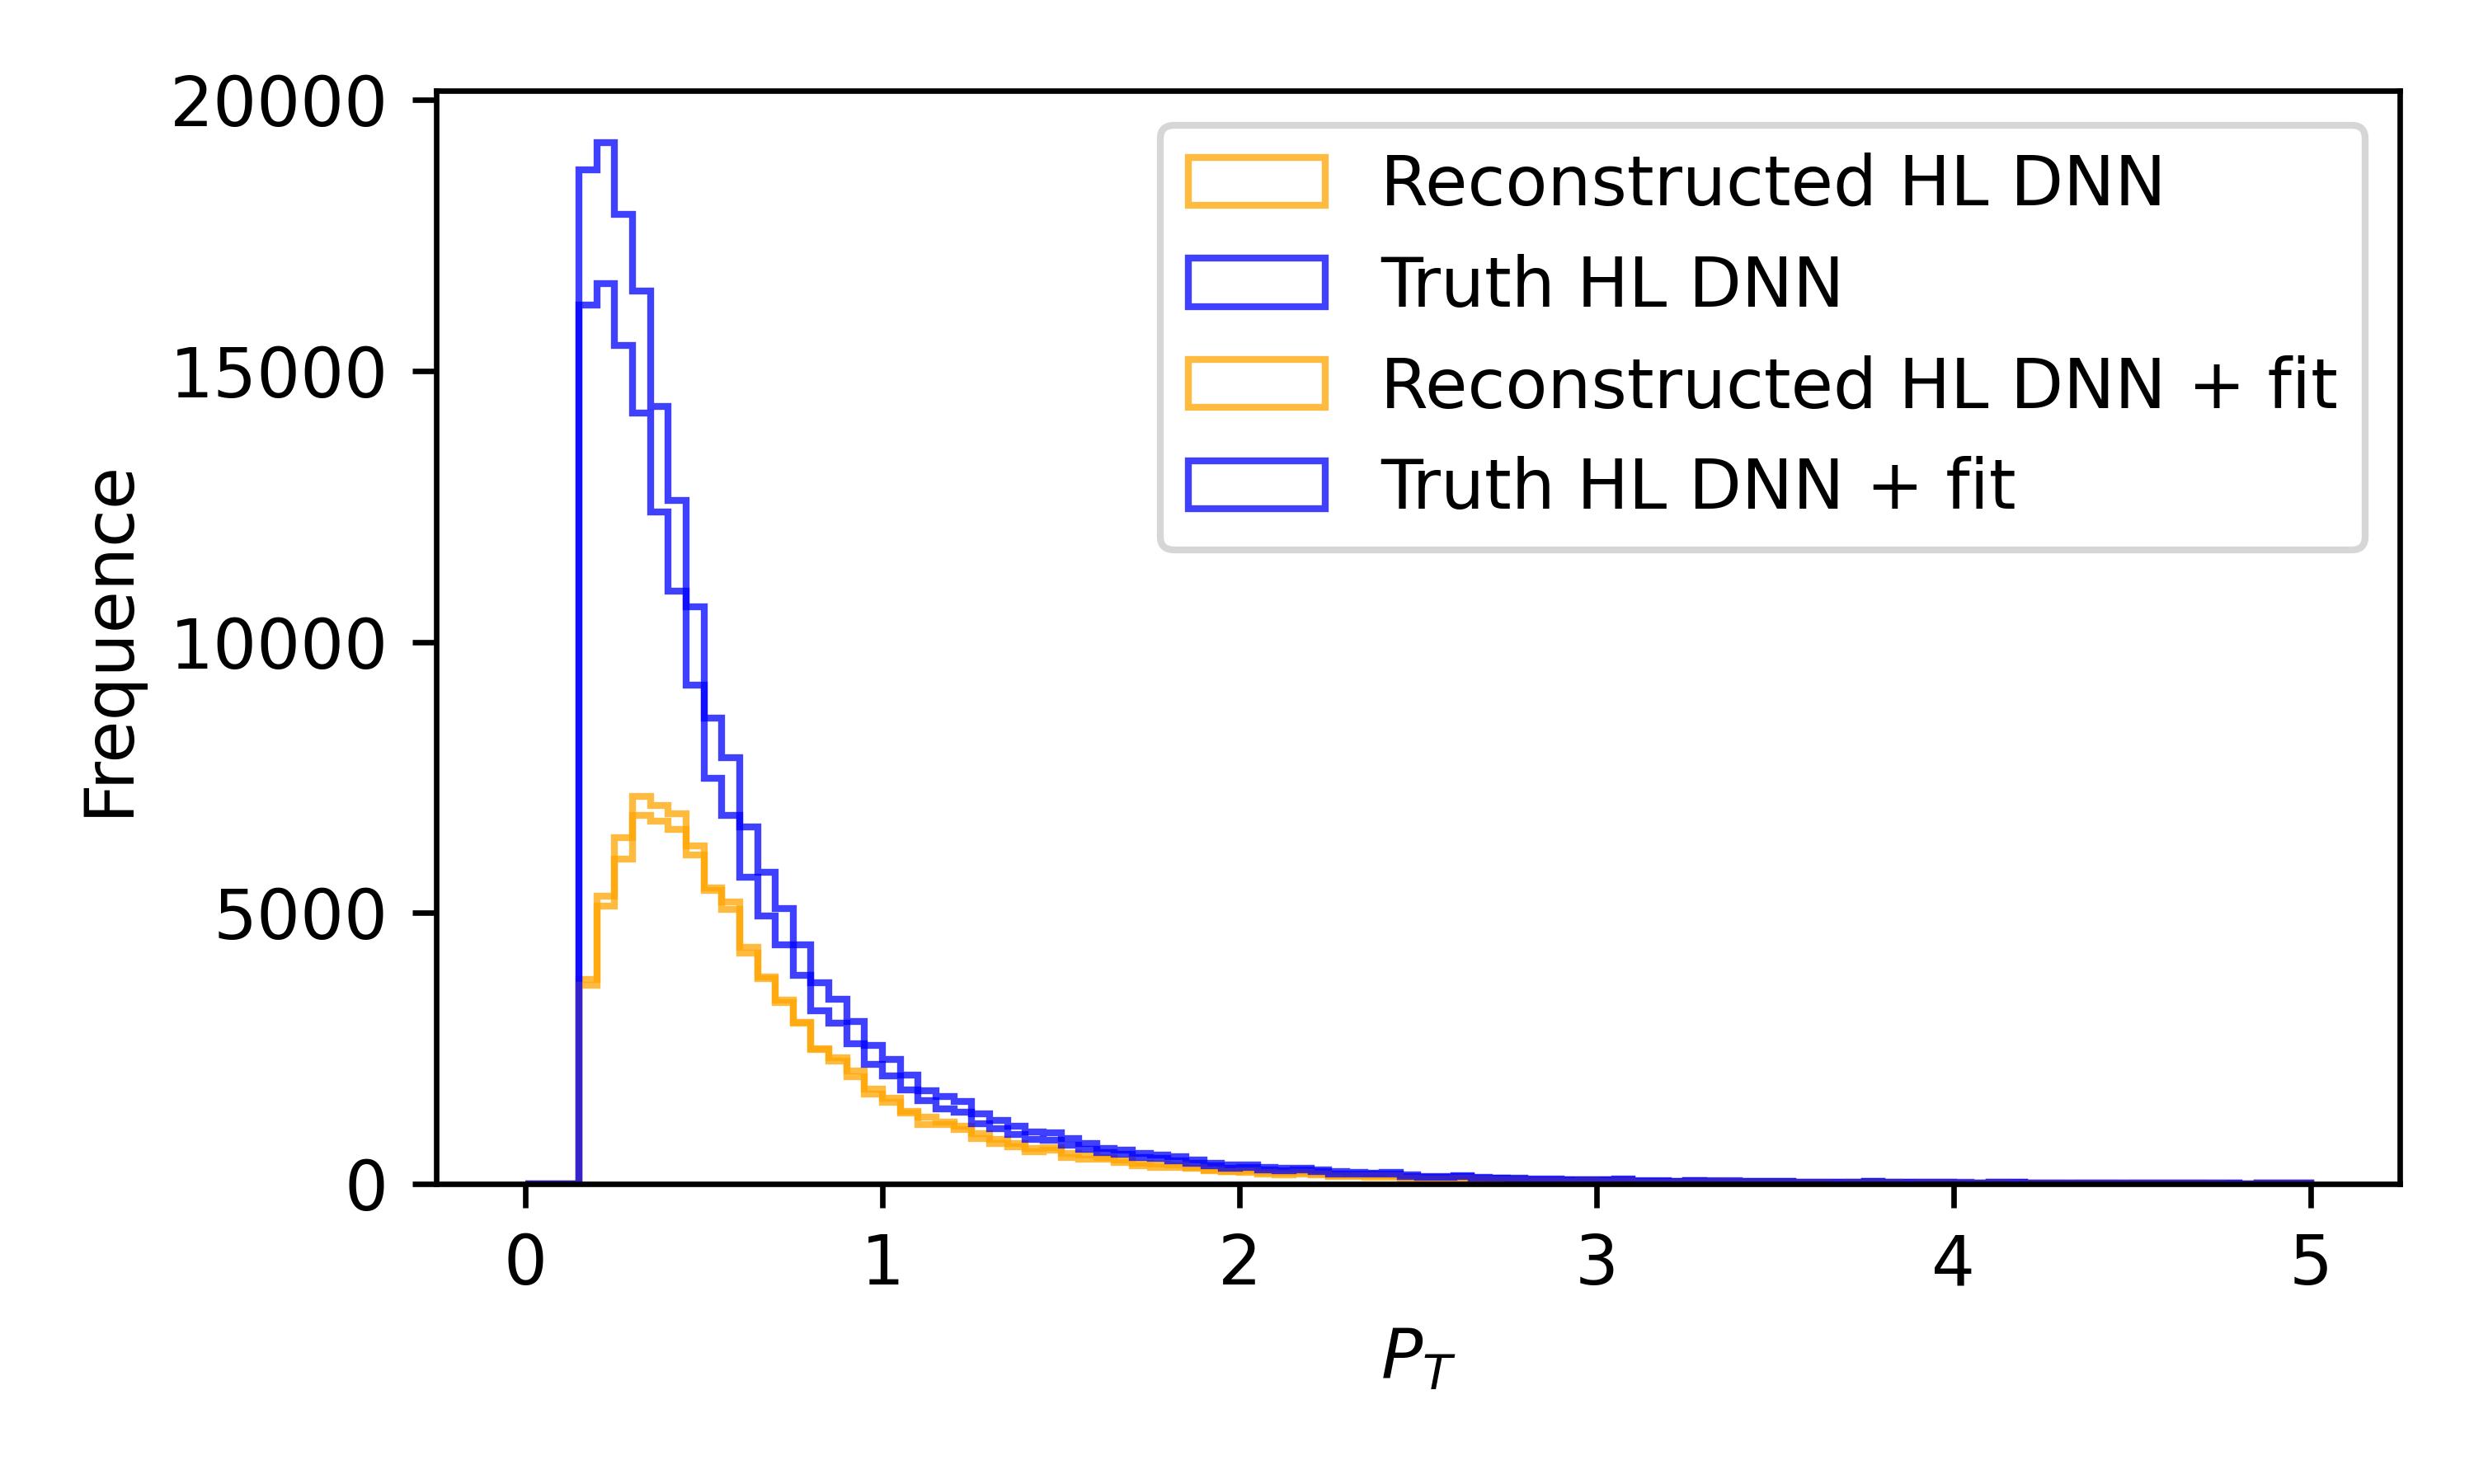 20000
15000
10000
5000
0
Frequence
Reconstructed HL DNN
Truth HL DNN
Reconstructed HL DNN + fit
Truth HL DNN + fit
0 1 2 3 4 5
P_T